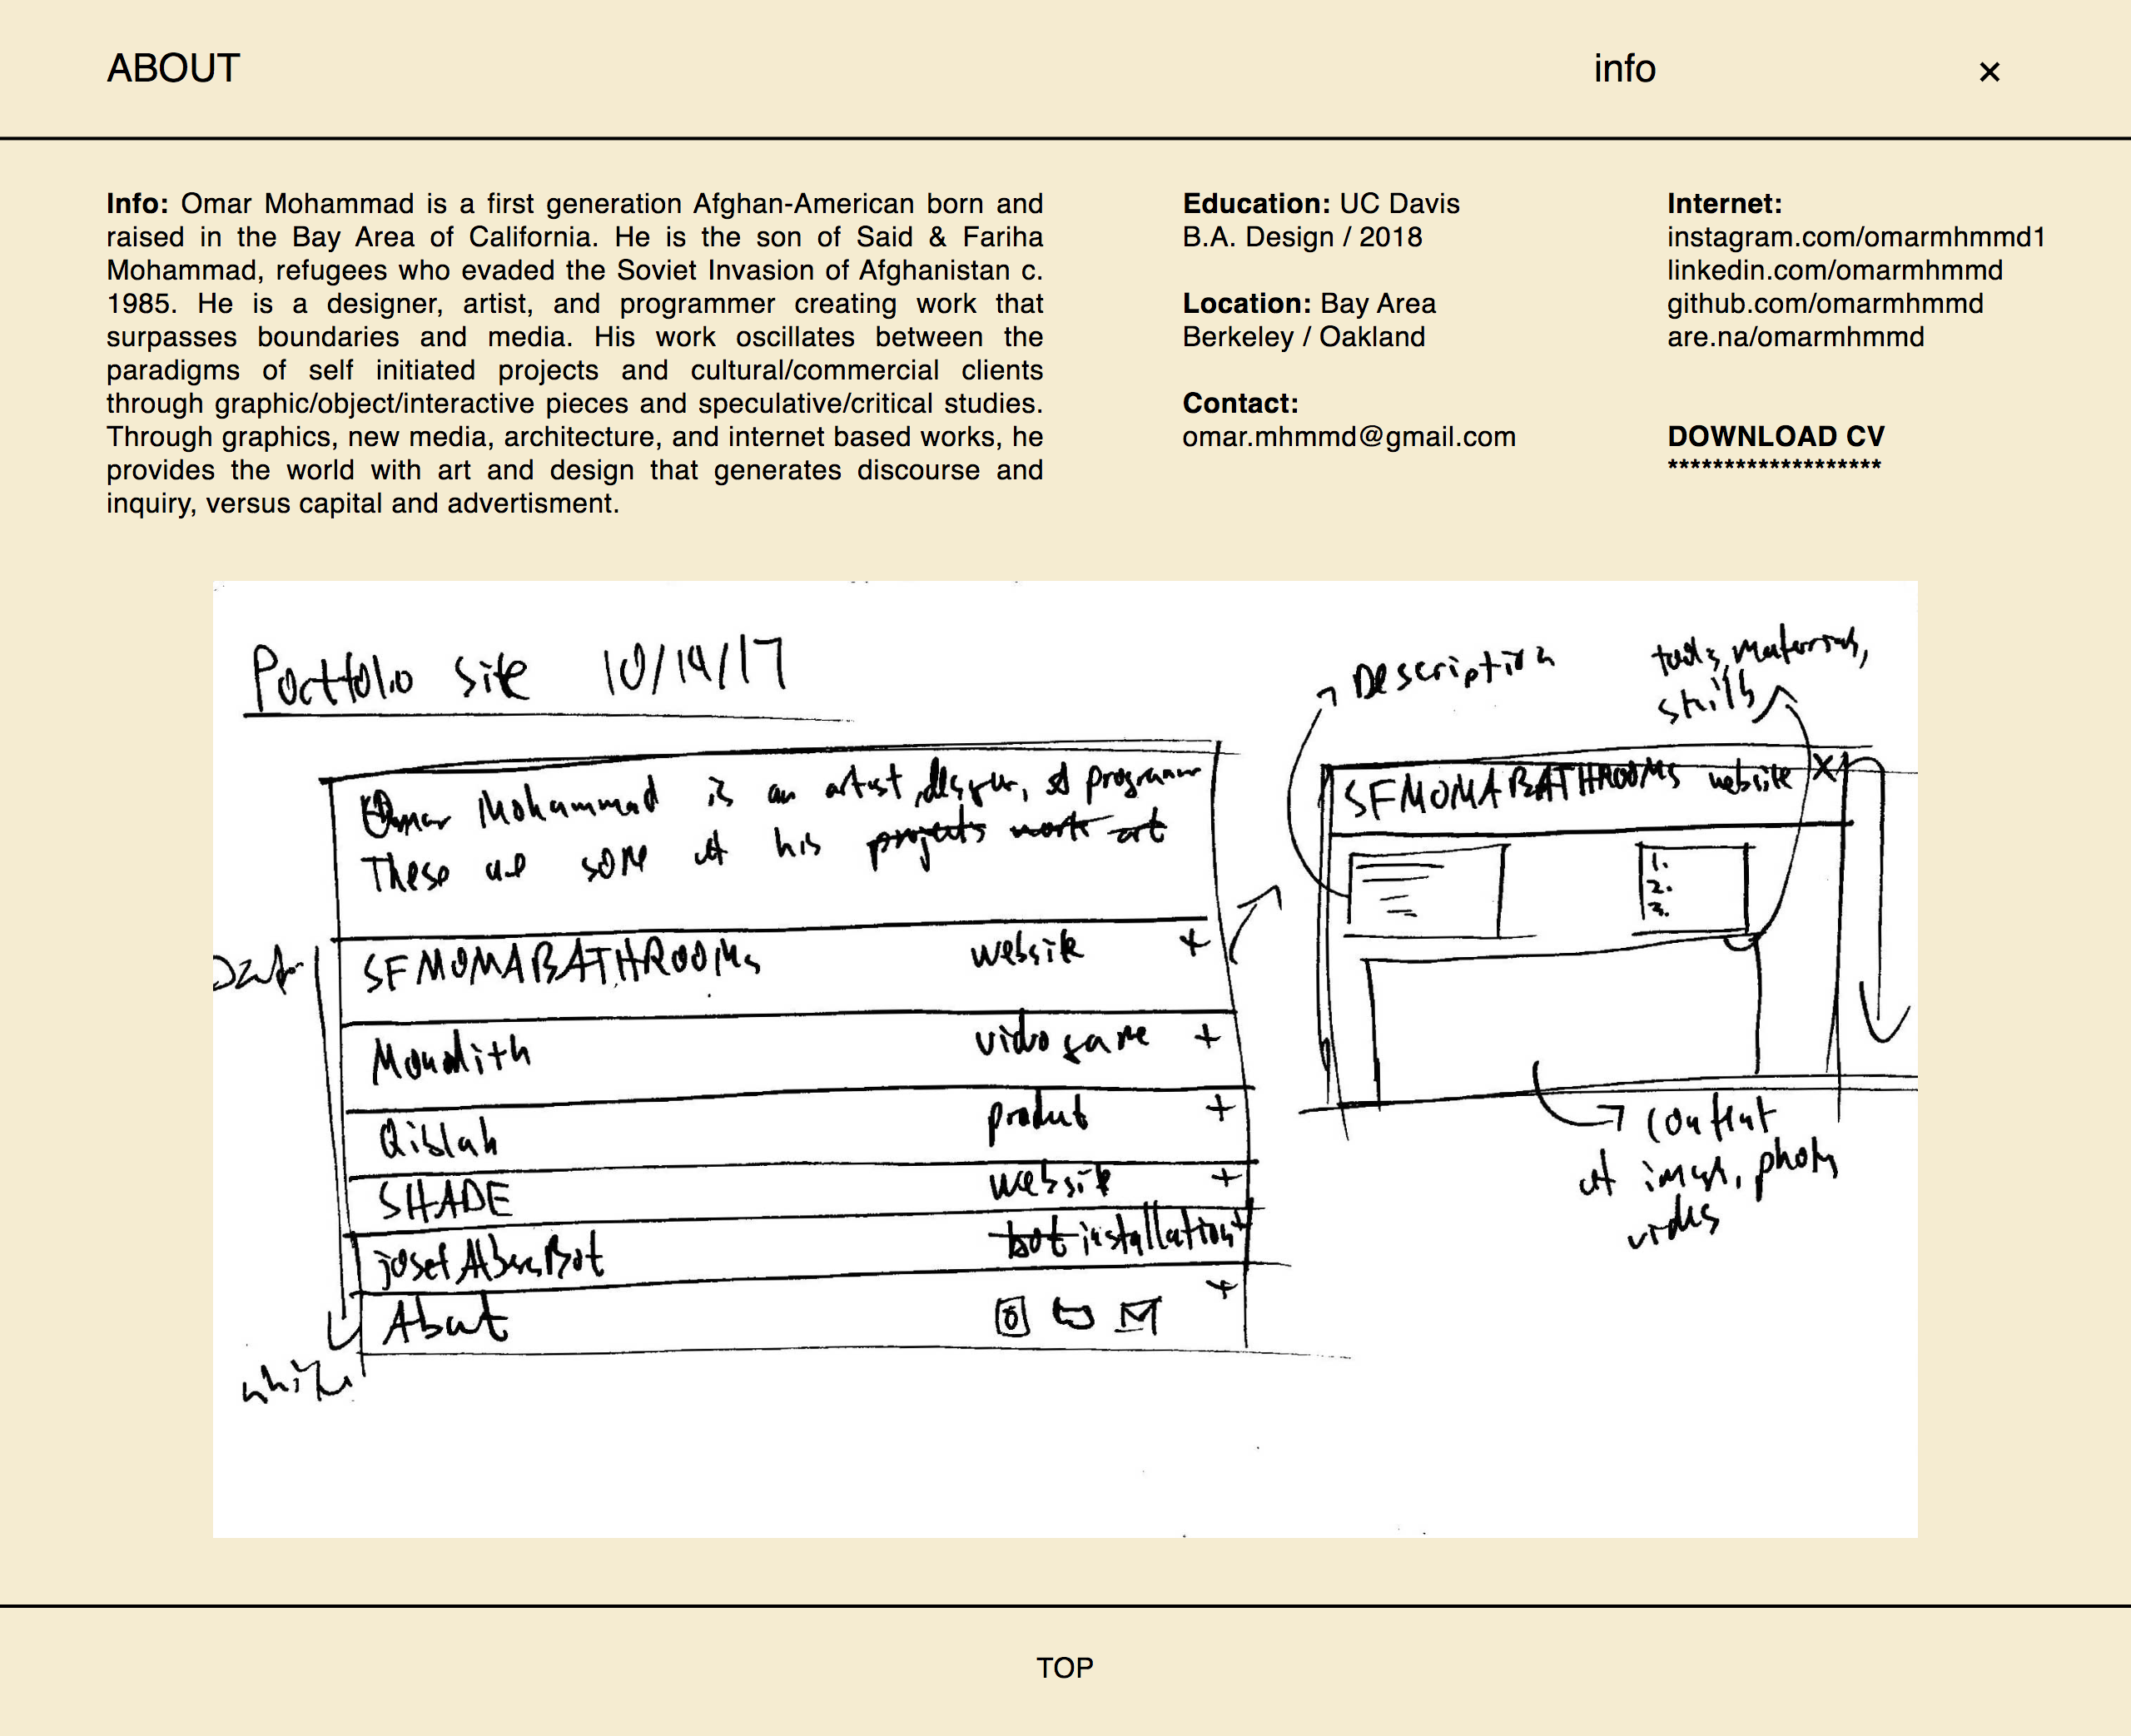 ABOUT info ×
Info: Omar Mohammad is a first generation Afghan-American born and
raised in the Bay Area of California. He is the son of Said & Fariha
Mohammad, refugees who evaded the Soviet Invasion of Afghanistan c.
1985. He is a designer, artist, and programmer creating work that
surpasses boundaries and media. His work oscillates between the
paradigms of self initiated projects and cultural/commercial clients
through graphic/object/interactive pieces and speculative/critical studies.
Through graphics, new media, architecture, and internet based works, he
provides the world with art and design that generates discourse and
inquiry, versus capital and advertisment.
Education: UC Davis
B.A. Design / 2018
Location: Bay Area
Berkeley / Oakland
Contact:
omar.mhmmd@gmail.com
Internet:
instagram.com/omarmhmmd1
linkedin.com/omarmhmmd
github.com/omarmhmmd
are.na/omarmhmmd
DOWNLOAD CV
*******************
Portfolio site 10/14/17
Omar Mohammad is an artist, designer, & programmer
These are some of his projects work art
SFMOMABATHROOMS website +
Monolith video game +
Qiblah product +
SHADE website +
josefAlbersBot bot installation +
About +
Description
tools, materials,
skills
SFMOMABATHROOMS website X
1.
2.
3.
content
of images, photos
videos
TOP